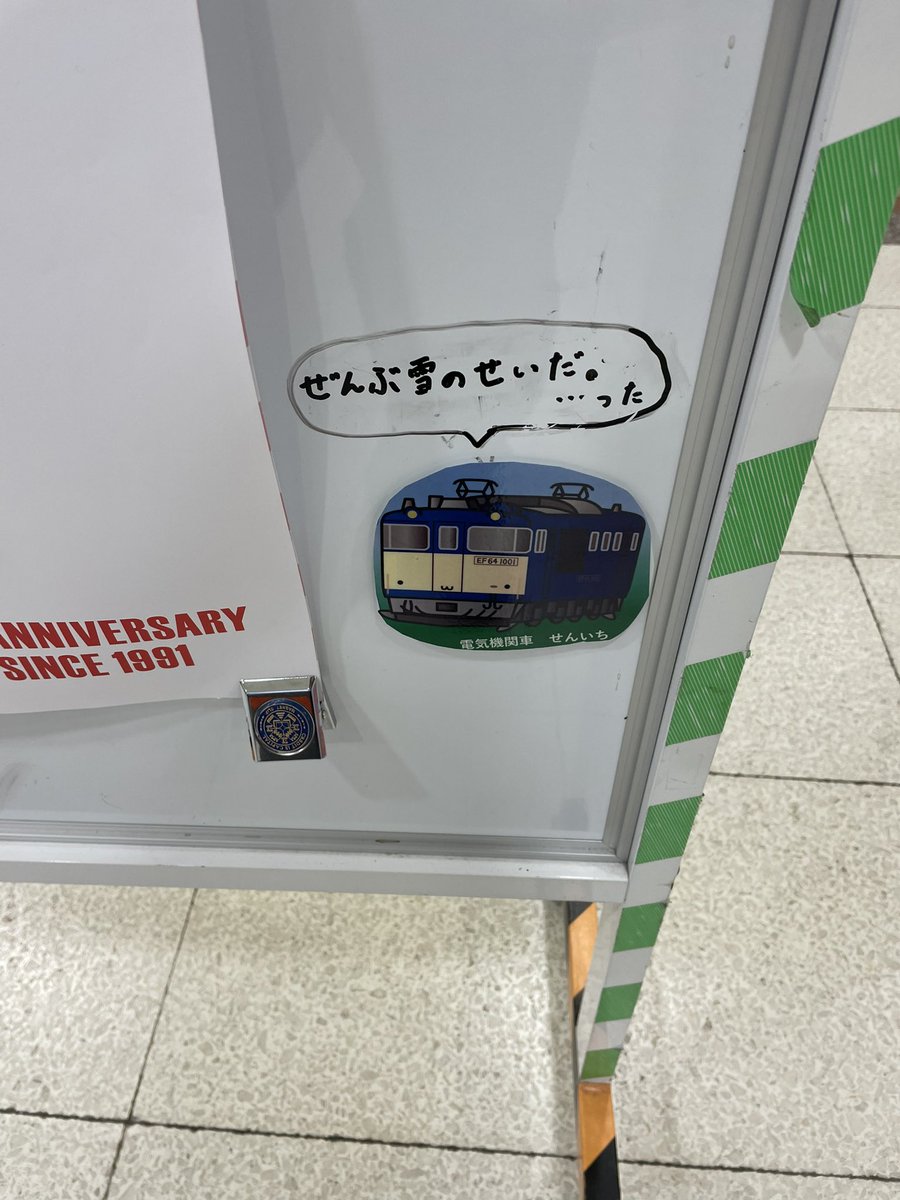 ぜんぶ雪のせいだ。
…った
EF64 1001
電気機関車 せんいち
ANNIVERSARY
SINCE 1991